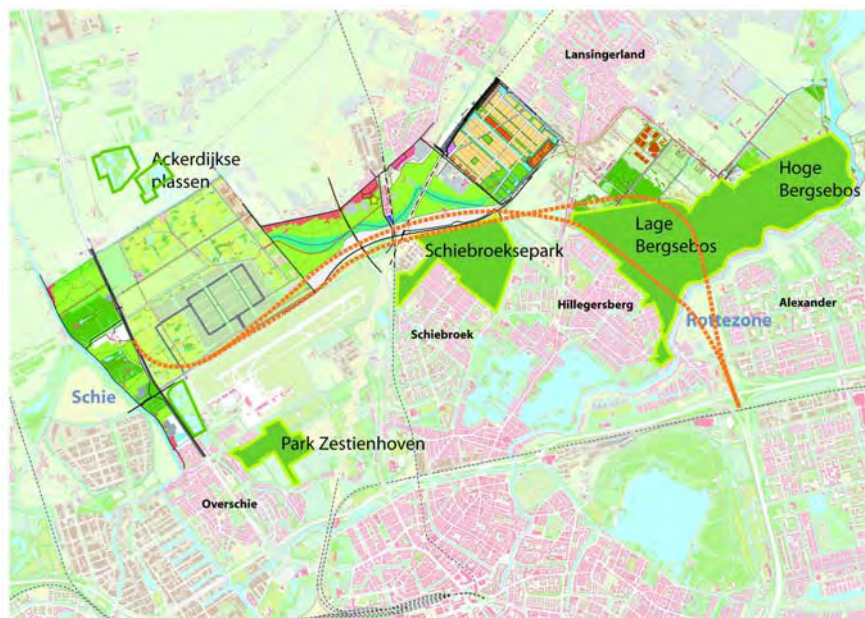 Lansingerland
Ackerdijkse
plassen
Hoge
Bergsebos
Lage
Bergsebos
Schiebroeksepark
Hillegersberg
Alexander
Rottezone
Schiebroek
Schie
Park Zestienhoven
Overschie